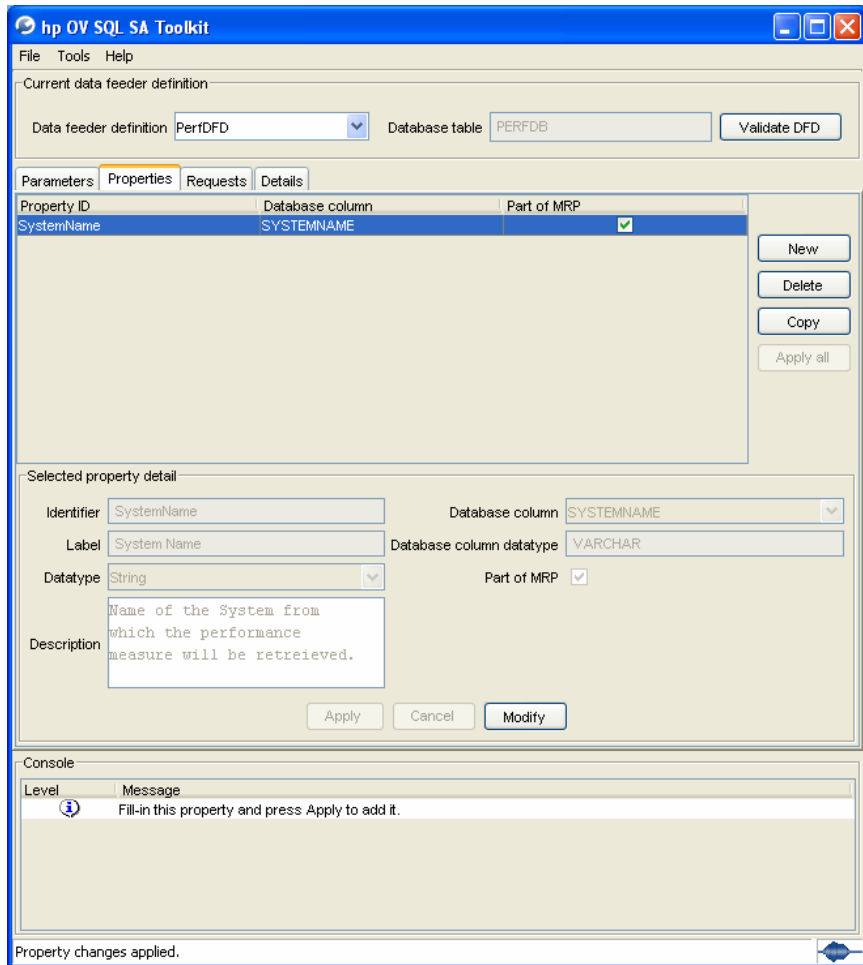 hp OV SQL SA Toolkit
File Tools Help
Current data feeder definition
Data feeder definition PerfDFD Database table PERFDB Validate DFD
Parameters Properties Requests Details
Property ID Database column Part of MRP
SystemName SYSTEMNAME
New
Delete
Copy
Apply all
Selected property detail
Identifier SystemName Database column SYSTEMNAME
Label System Name Database column datatype VARCHAR
Datatype String Part of MRP
Description Name of the System from
which the performance
measure will be retreieved.
Apply Cancel Modify
Console
Level Message
Fill-in this property and press Apply to add it.
Property changes applied.